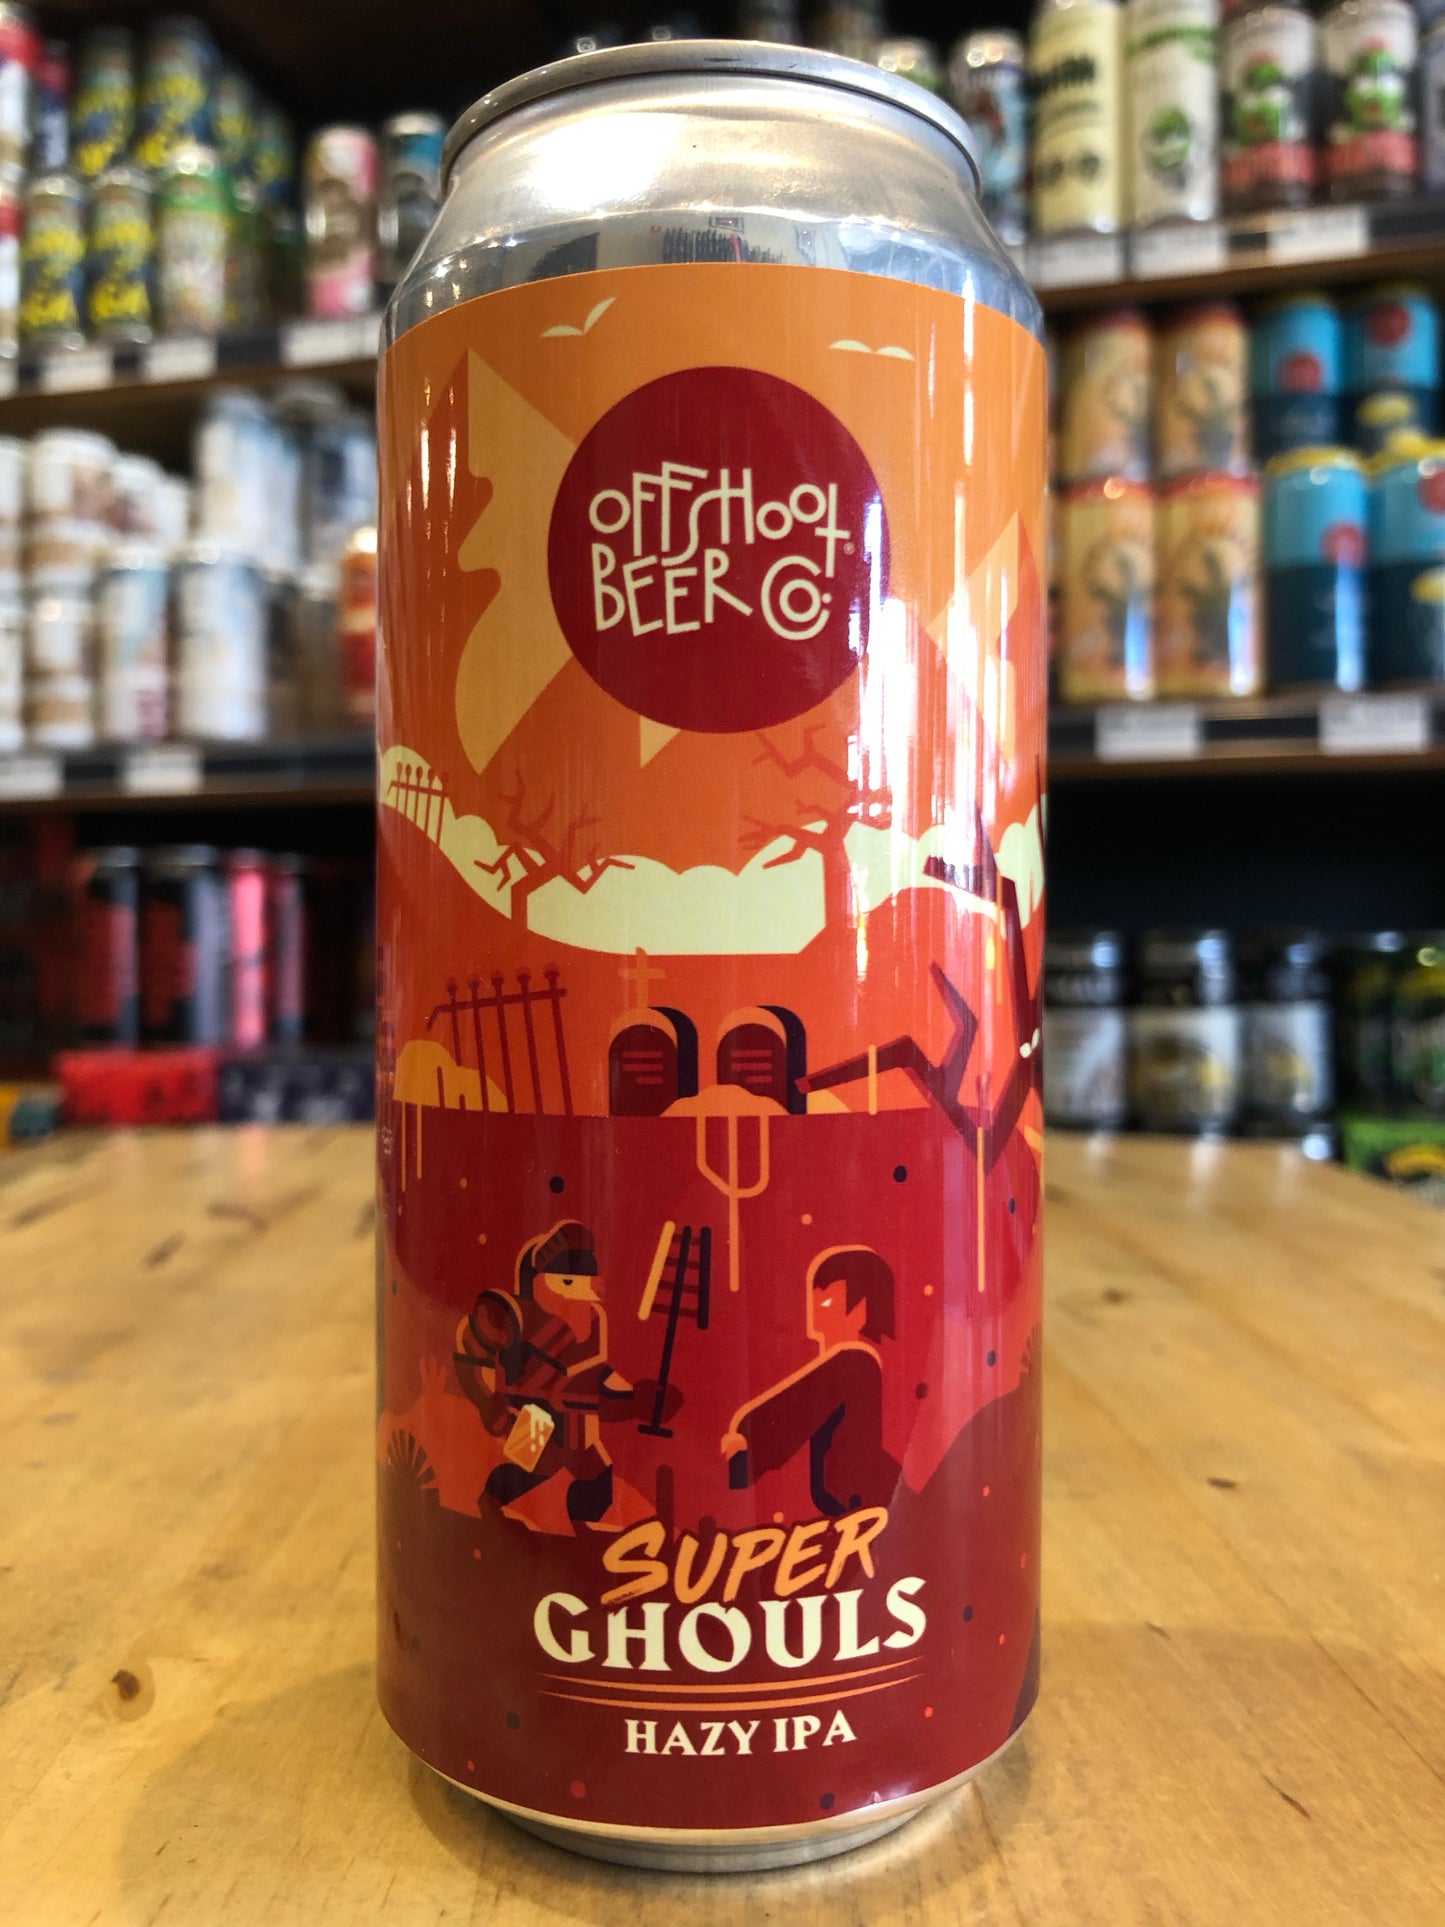 OFFSHOOT
BEER CO.
SUPER
GHOULS
HAZY IPA